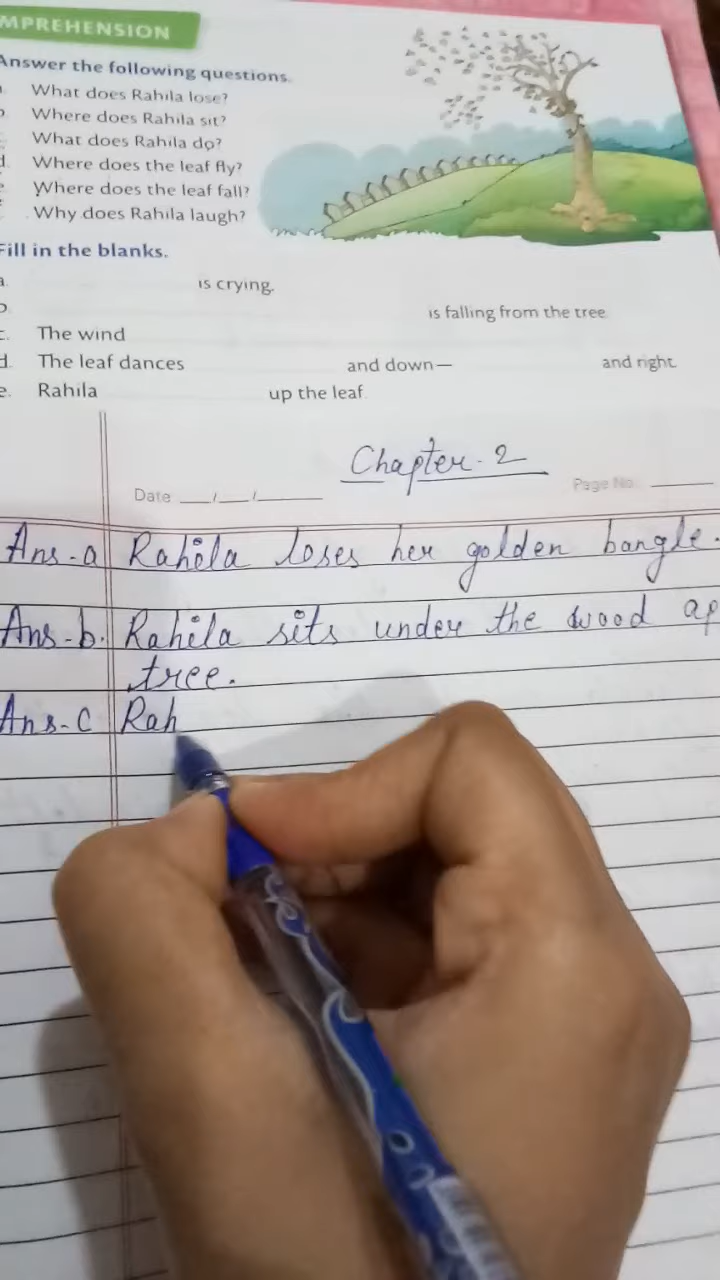 MPREHENSION
Answer the following questions.
What does Rahila lose?
Where does Rahila sit?
What does Rahila do?
d. Where does the leaf fly?
e. Where does the leaf fall?
Why does Rahila laugh?
Fill in the blanks.
a. is crying.
is falling from the tree.
c. The wind
d. The leaf dances and down— and right.
e. Rahila up the leaf.
Chapter-2
Date __/__/____ Page No. ____
Ans-a Rahila loses her golden bangle.
Ans-b. Rahila sits under the wood ap
tree.
Ans-c Rah